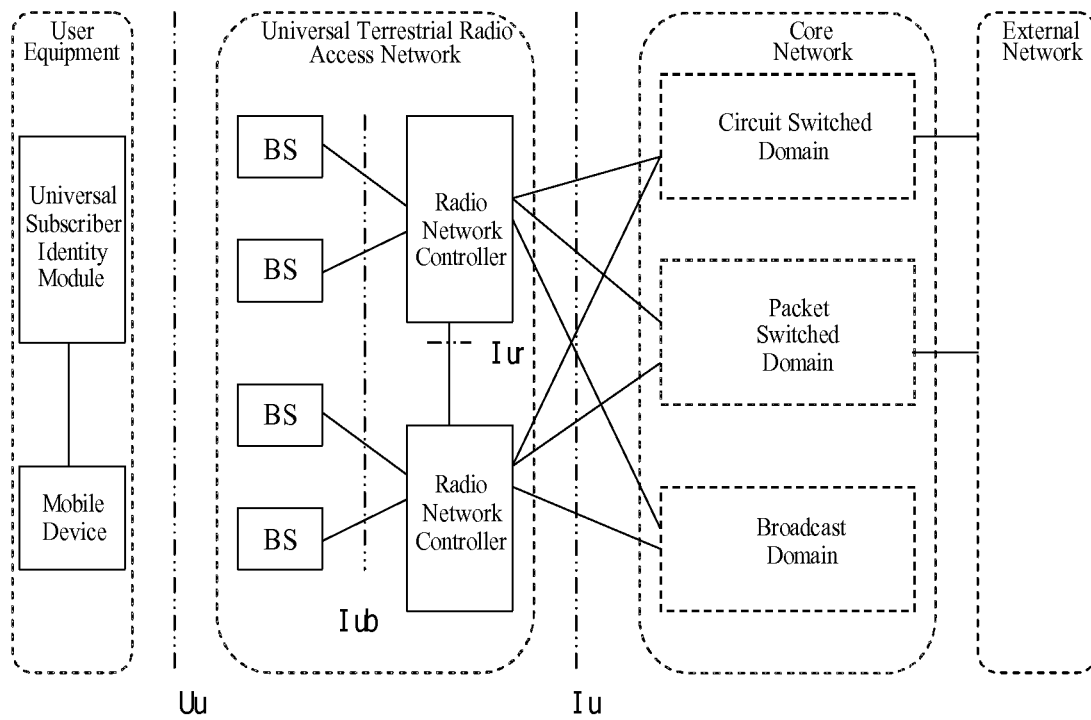 User
Equipment
Universal Terrestrial Radio
Access Network
Core
Network
External
Network
Universal
Subscriber
Identity
Module
Mobile
Device
BS
BS
BS
BS
Radio
Network
Controller
Iur
Radio
Network
Controller
Iub
Circuit Switched
Domain
Packet
Switched
Domain
Broadcast
Domain
Uu
Iu